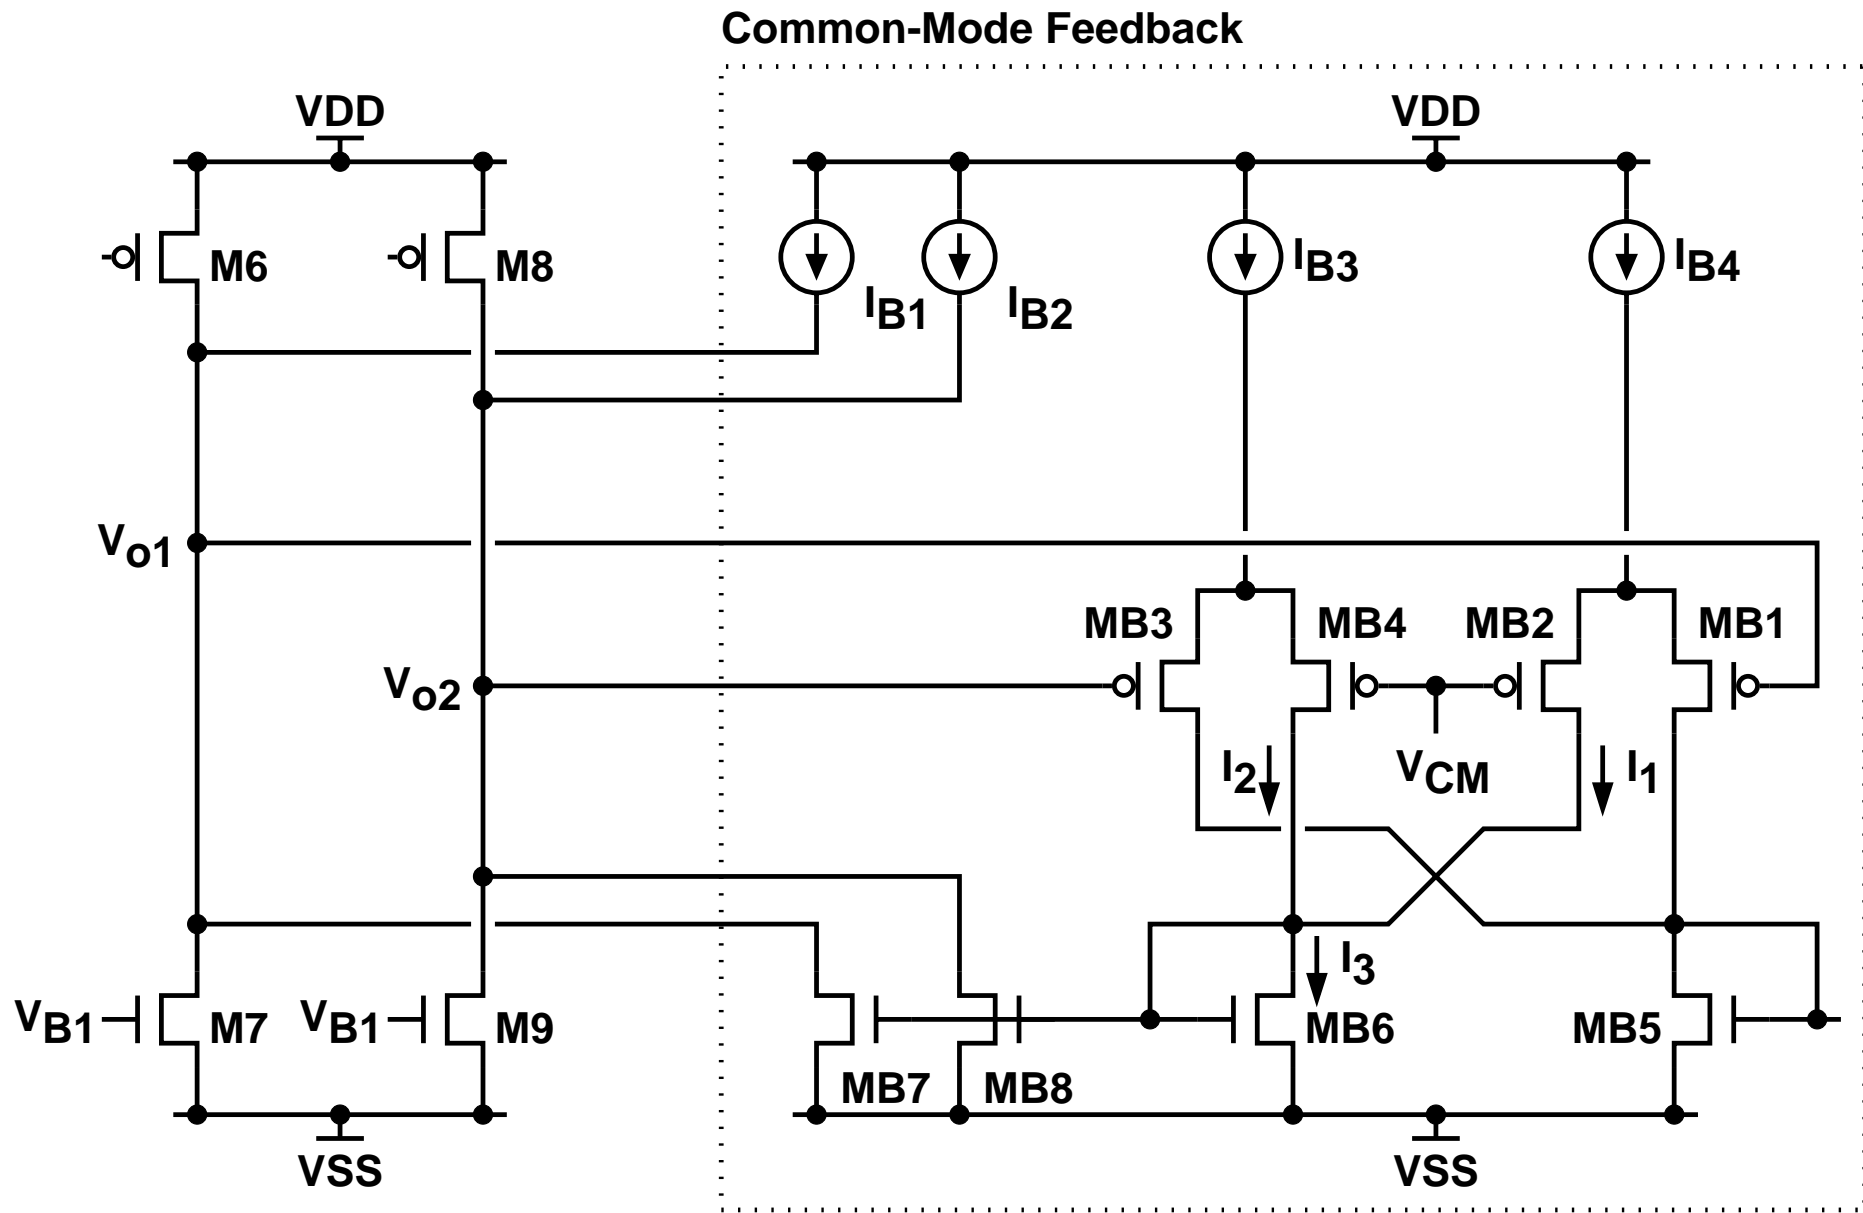 Common-Mode Feedback
VDD
VDD
M6
M8
IB1
IB2
IB3
IB4
Vo1
Vo2
MB3
MB4
MB2
MB1
I2
VCM
I1
I3
VB1
M7
VB1
M9
MB7
MB8
MB6
MB5
VSS
VSS